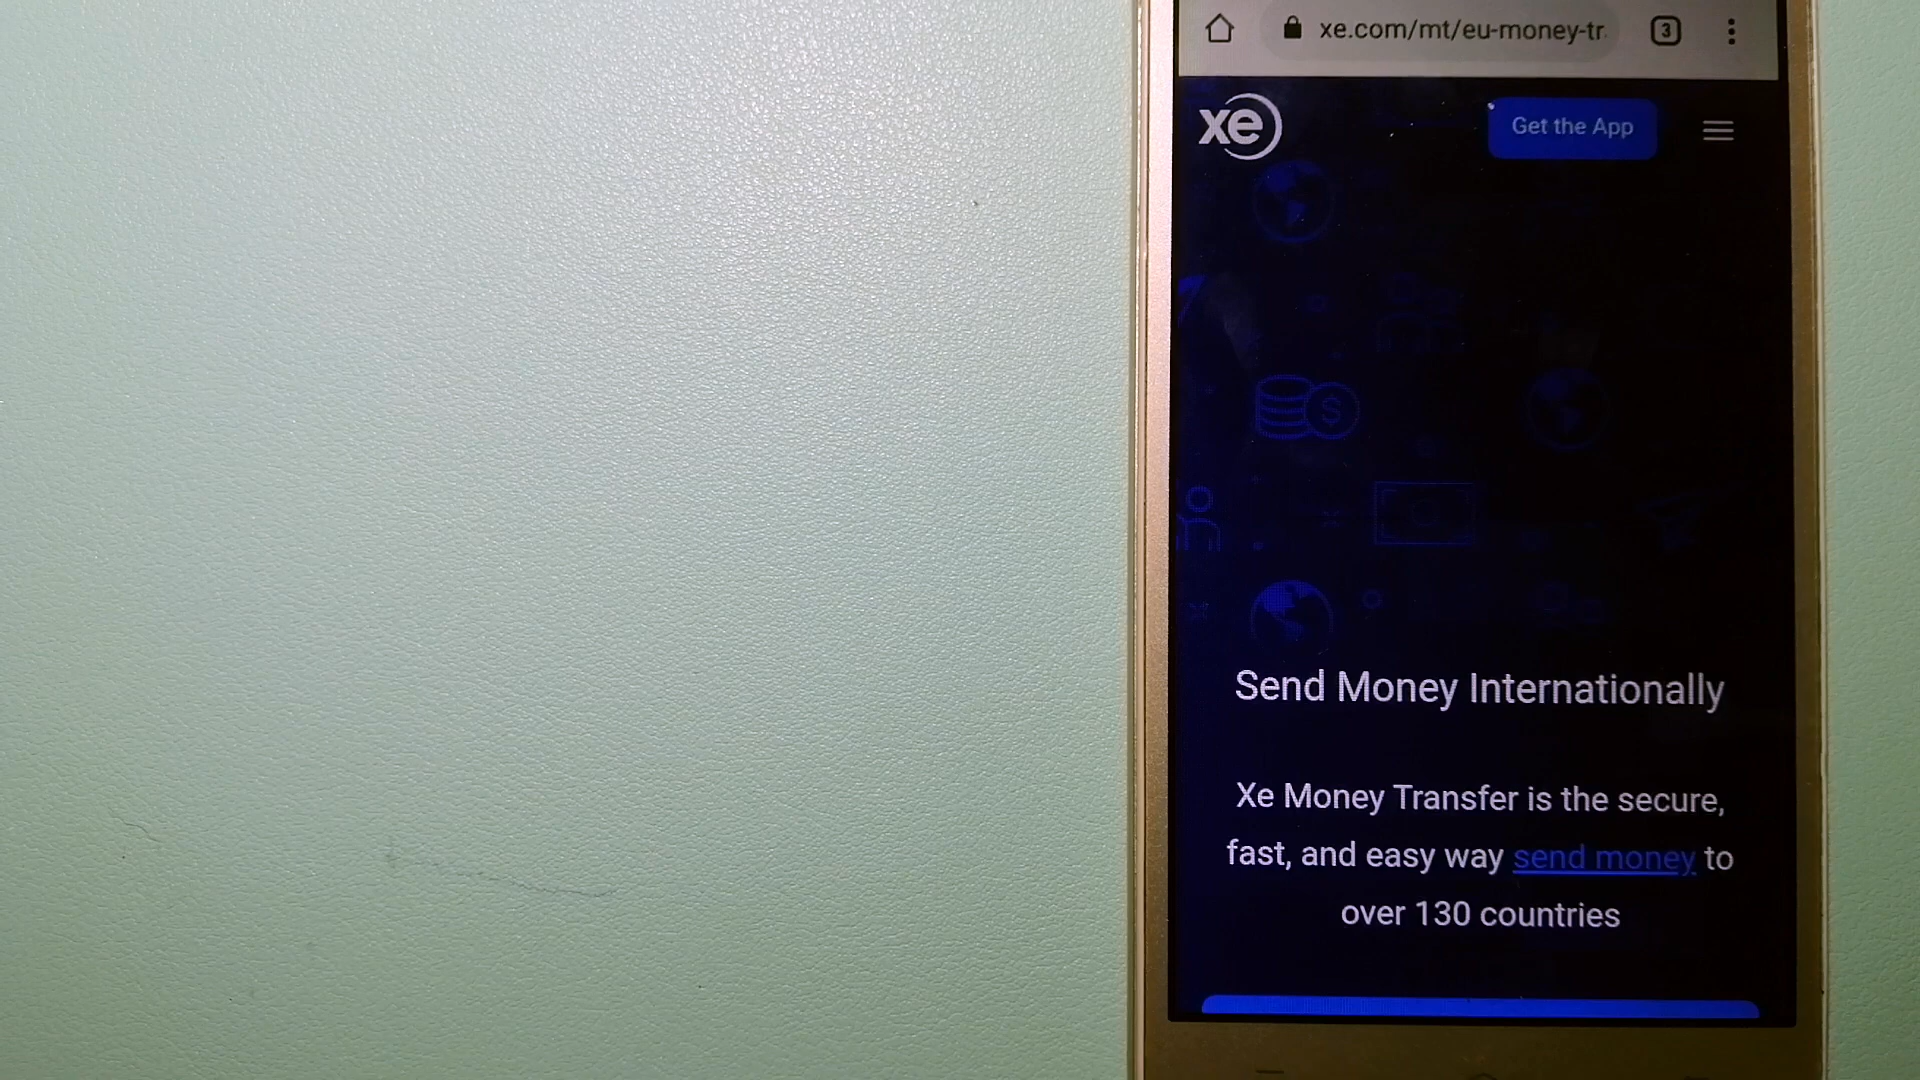 xe.com/mt/eu-money-tr
3
xe
Get the App
Send Money Internationally
Xe Money Transfer is the secure,
fast, and easy way send money to
over 130 countries